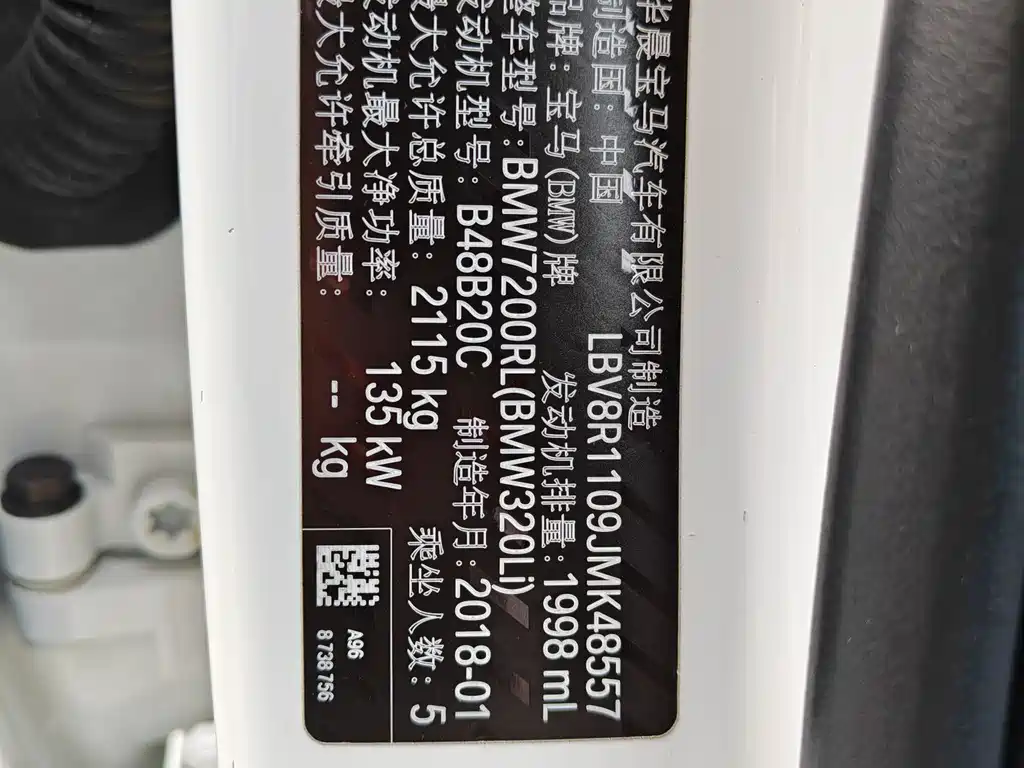 华晨宝马汽车有限公司制造
制造国：中国 LBV8R1109JMK48557
品牌：宝马(BMW)牌 发动机排量：1998 mL
整车型号：BMW7200RL(BMW320Li)
发动机型号：B48B20C 制造年月：2018-01
最大允许总质量：2115 kg 乘坐人数：5
发动机最大净功率： 135 kW
最大允许牵引质量： -- kg
A96
8 738 756